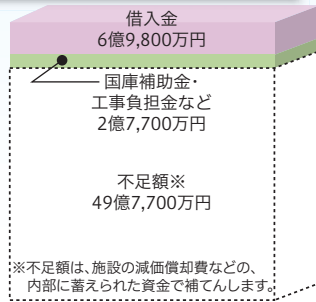 借入金
6億9,800万円
国庫補助金・
工事負担金など
2億7,700万円
不足額※
49億7,700万円
※不足額は、施設の減価償却費などの、
内部に蓄えられた資金で補てんします。